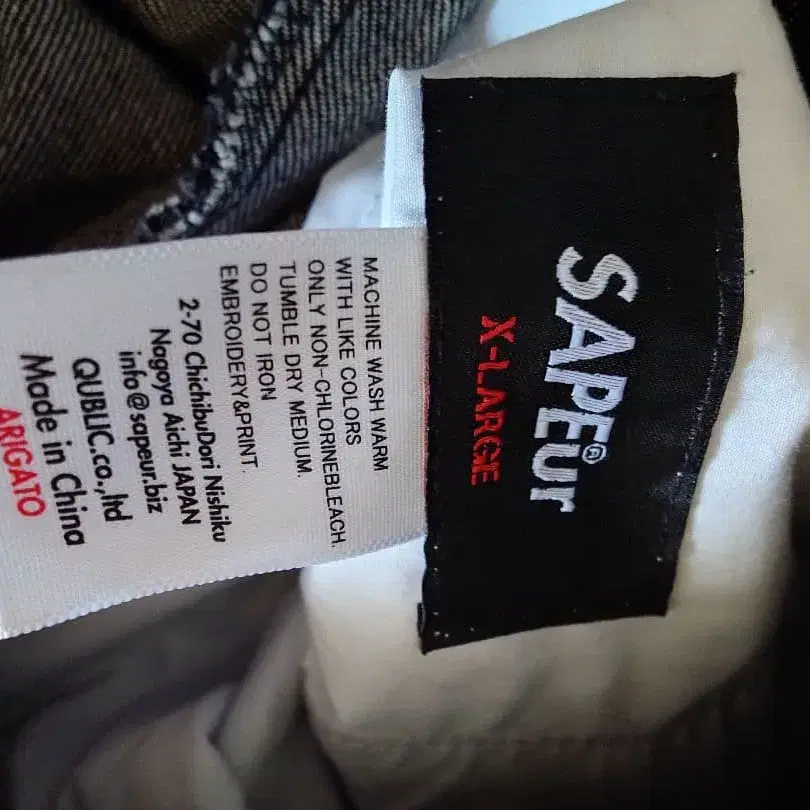 SAPEur®
X-LARGE
MACHINE WASH WARM
WITH LIKE COLORS
ONLY NON-CHLORINEBLEACH.
TUMBLE DRY MEDIUM.
DO NOT IRON
EMBROIDERY&PRINT.
2-70 ChichibuDori Nishiku
Nagoya Aichi JAPAN
info@sapeur.biz
QUBLIC.co.,ltd
Made in China
ARIGATO